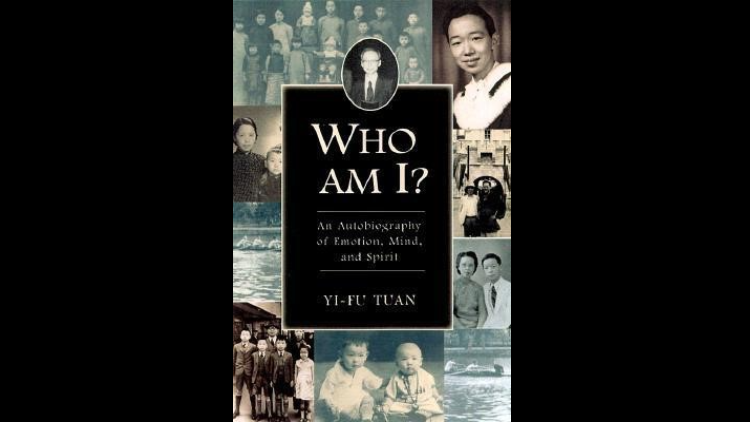 WHO
AM I?
An Autobiography
of Emotion, Mind,
and Spirit
YI-FU TUAN